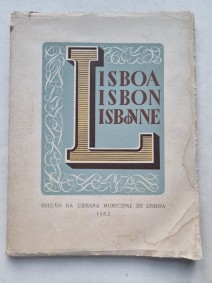 LISBOA
LISBON
LISBONNE
EDIÇÃO DA CÂMARA MUNICIPAL DE LISBOA
1952